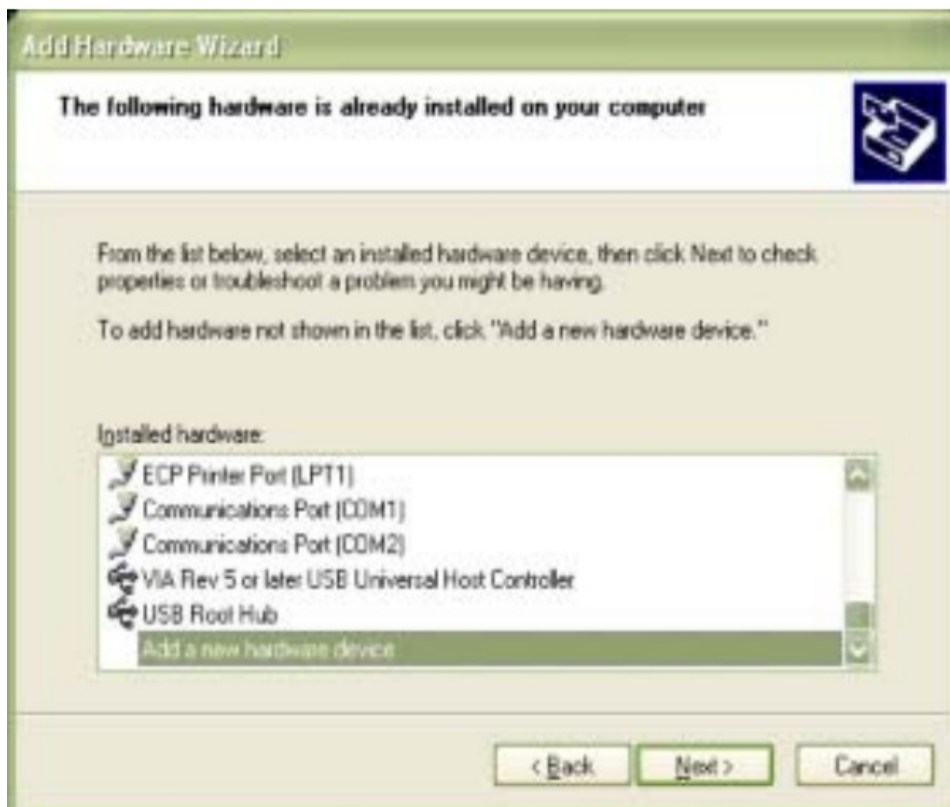 Add Hardware Wizard
The following hardware is already installed on your computer
From the list below, select an installed hardware device, then click Next to check
properties or troubleshoot a problem you might be having.
To add hardware not shown in the list, click "Add a new hardware device."
Installed hardware:
ECP Printer Port (LPT1)
Communications Port (COM1)
Communications Port (COM2)
VIA Rev 5 or later USB Universal Host Controller
USB Root Hub
Add a new hardware device
< Back Next > Cancel